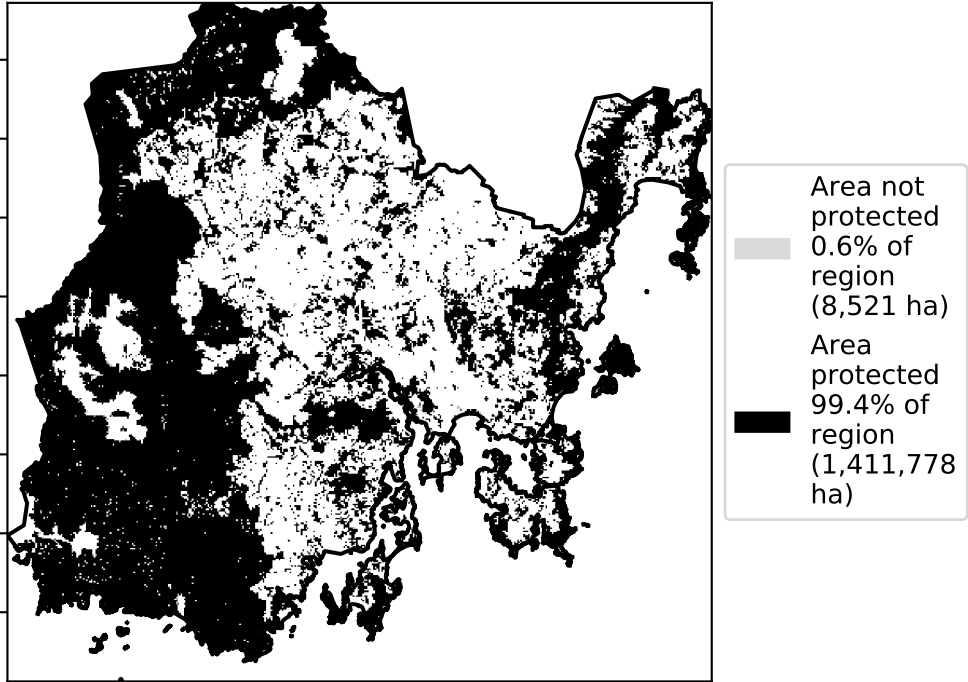 Area not
protected
0.6% of
region
(8,521 ha)
Area
protected
99.4% of
region
(1,411,778
ha)